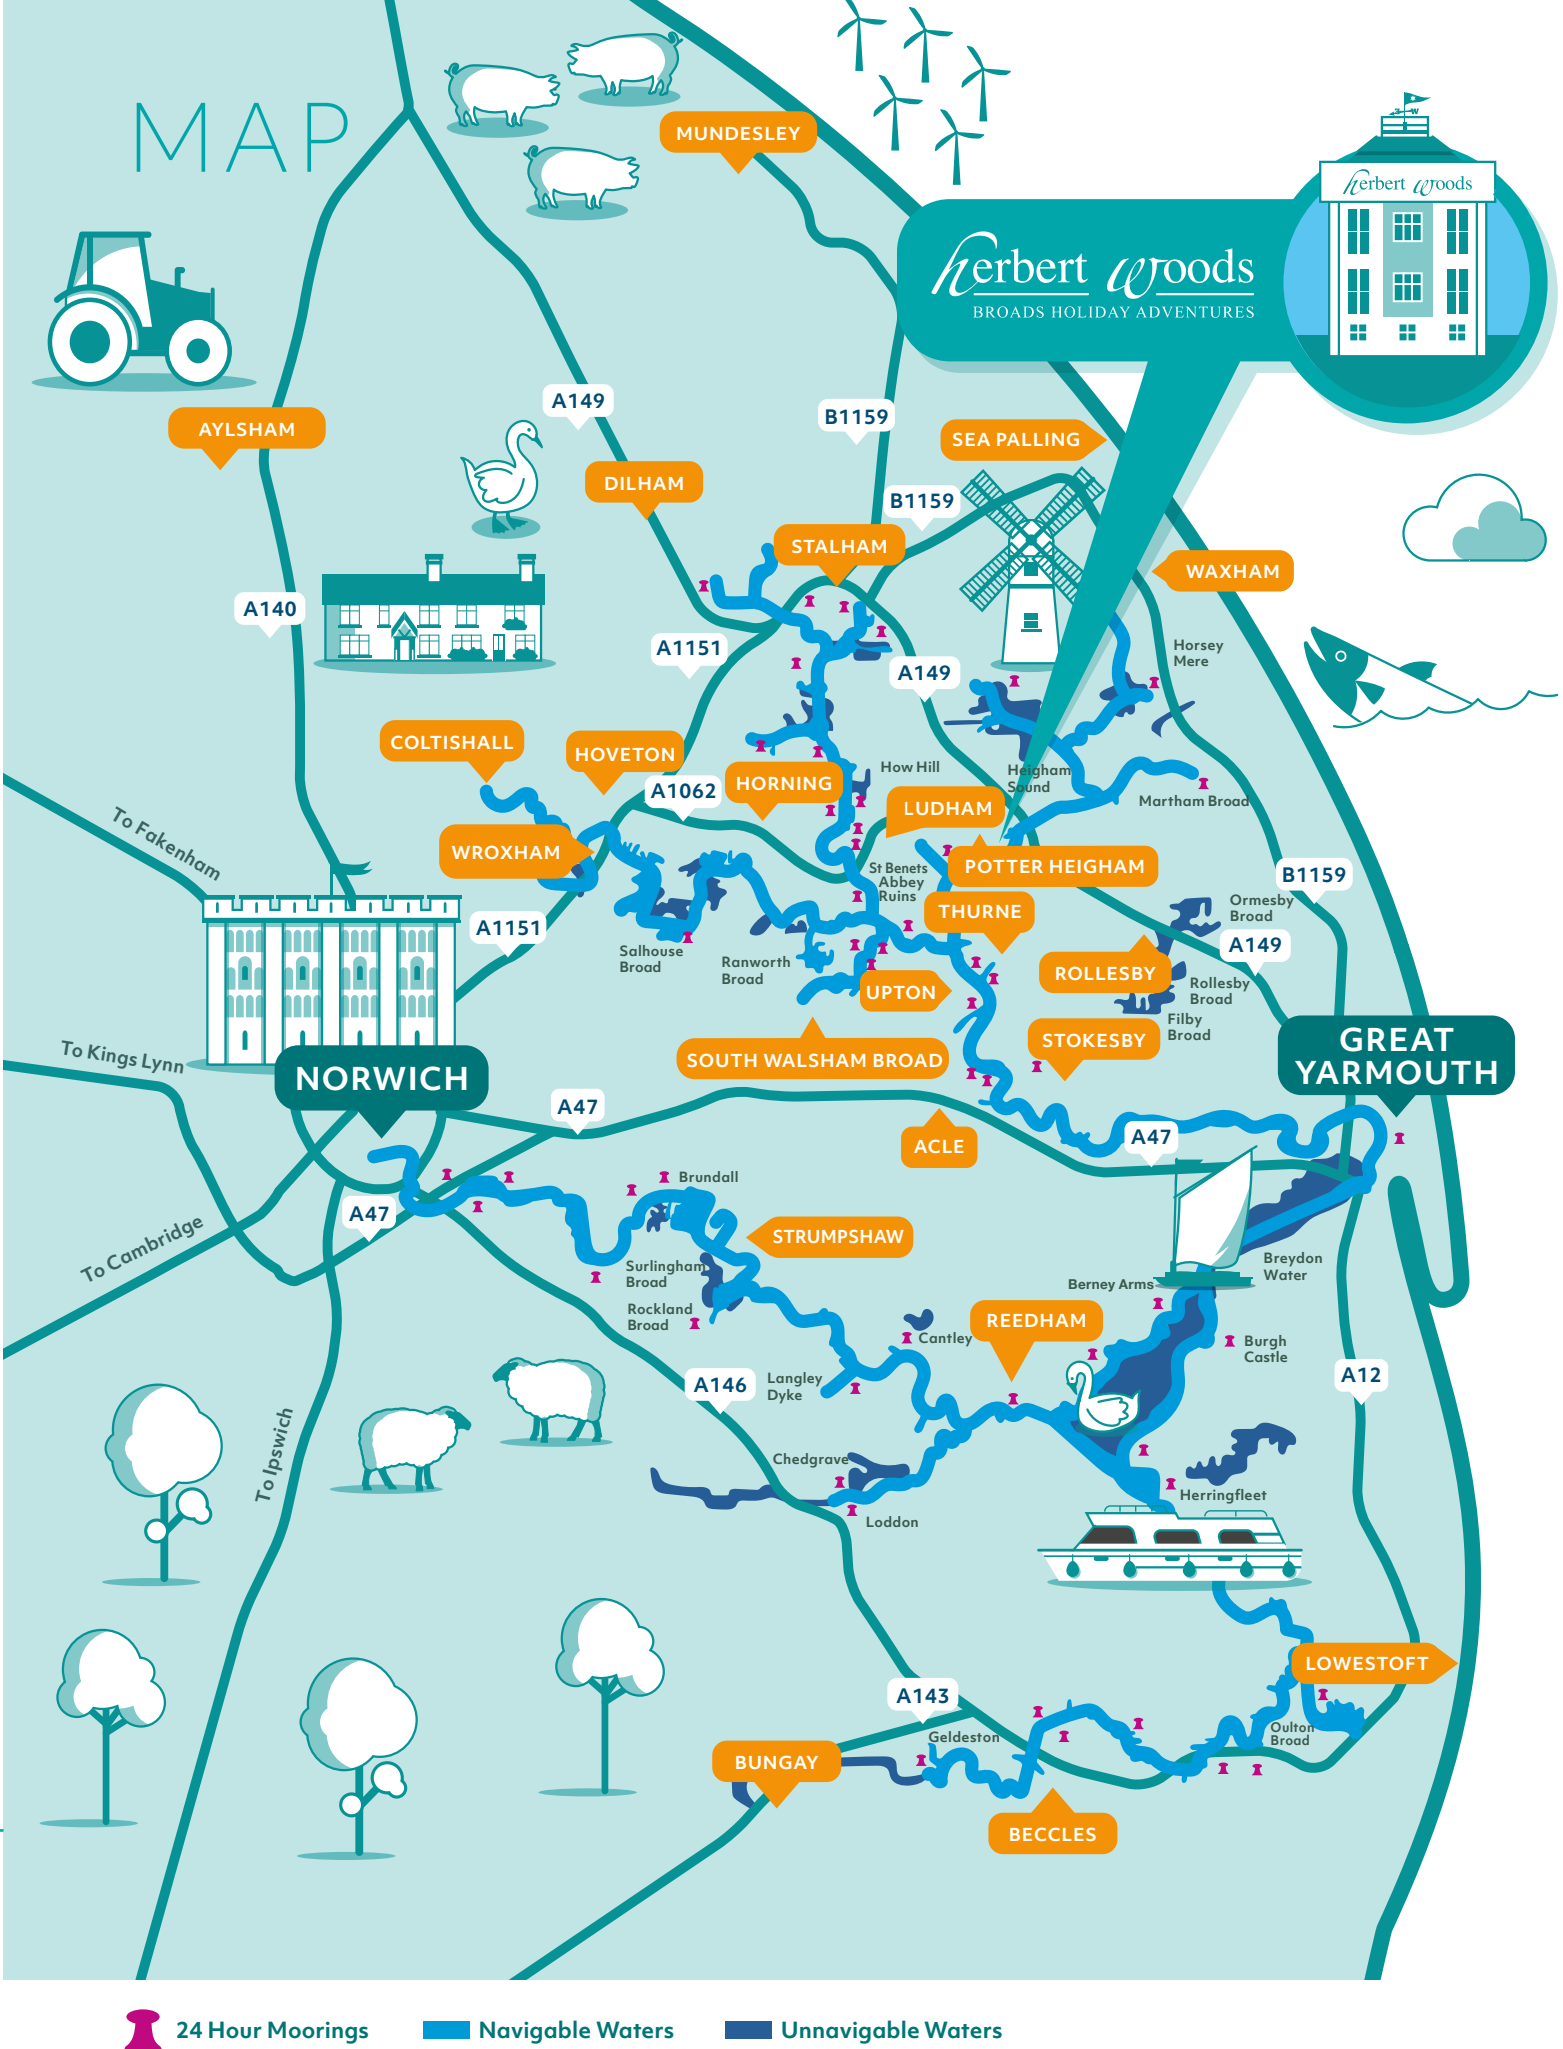 MAP
MUNDESLEY
herbert woods
herbert woods
BROADS HOLIDAY ADVENTURES
A149
B1159
AYLSHAM
SEA PALLING
DILHAM
B1159
STALHAM
WAXHAM
A140
A1151
A149
Horsey
Mere
COLTISHALL
HOVETON
How Hill
Heigham
Sound
A1062
HORNING
Martham Broad
LUDHAM
To Fakenham
WROXHAM
POTTER HEIGHAM
St Benets
Abbey
Ruins
B1159
THURNE
Ormesby
Broad
A1151
A149
Salhouse
Broad
Ranworth
Broad
ROLLESBY
UPTON
Rollesby
Broad
Filby
Broad
To Kings Lynn
SOUTH WALSHAM BROAD
STOKESBY
GREAT
YARMOUTH
NORWICH
A47
ACLE
A47
Brundall
A47
STRUMPSHAW
To Cambridge
Surlingham
Broad
Breydon
Water
Berney Arms
Rockland
Broad
REEDHAM
Cantley
Burgh
Castle
A146
Langley
Dyke
A12
To Ipswich
Chedgrave
Herringfleet
Loddon
LOWESTOFT
A143
Geldeston
Oulton
Broad
BUNGAY
BECCLES
24 Hour Moorings
Navigable Waters
Unnavigable Waters